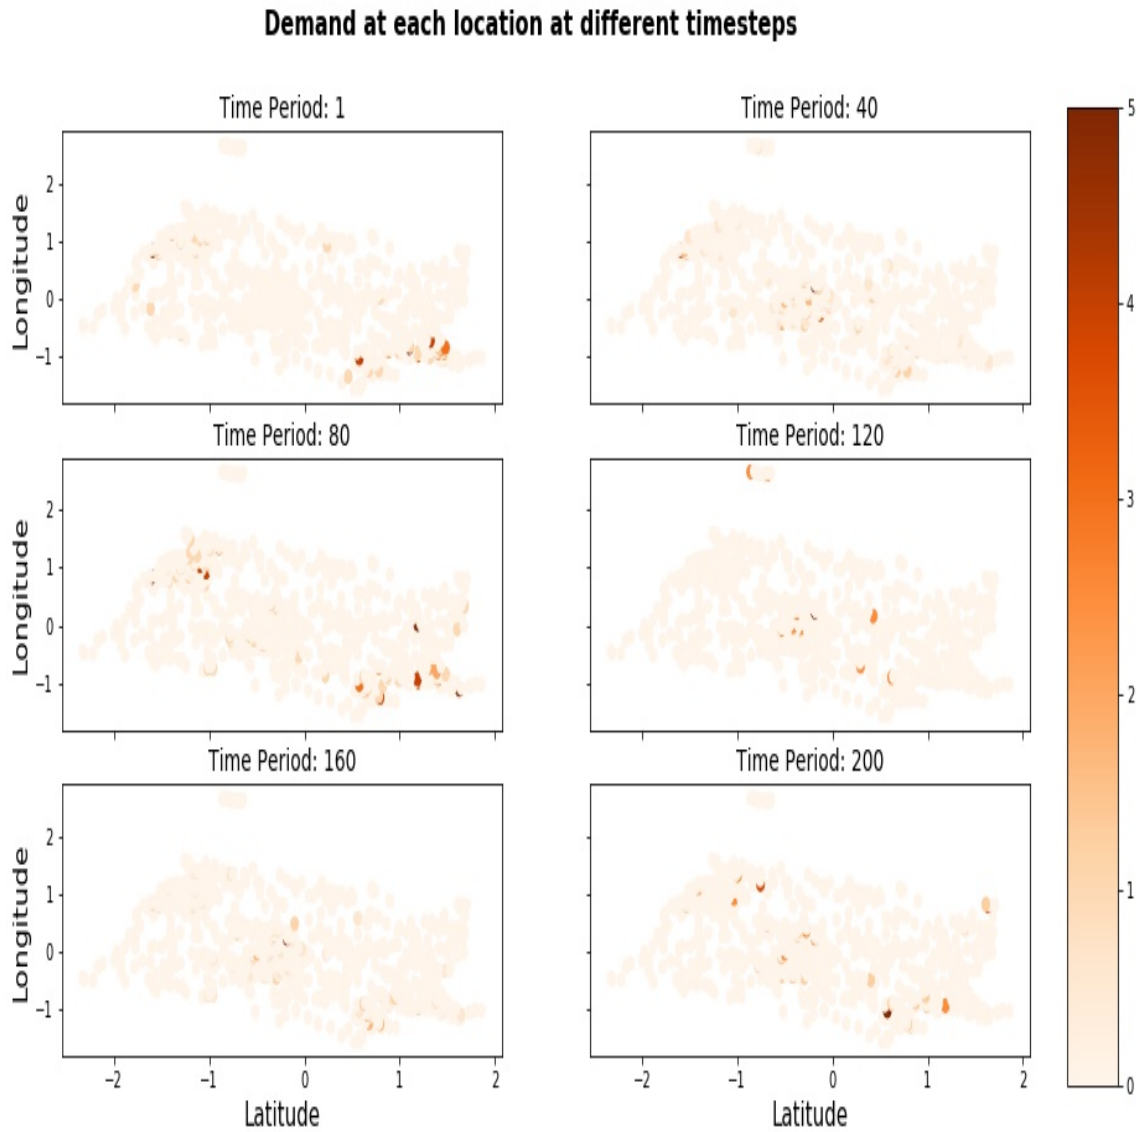 Demand at each location at different timesteps
Time Period: 1
Time Period: 40
Longitude
2
1
0
−1
5
4
3
2
1
0
Time Period: 80
Time Period: 120
Longitude
2
1
0
−1
Time Period: 160
Time Period: 200
Longitude
2
1
0
−1
−2 −1 0 1 2
−2 −1 0 1 2
Latitude
Latitude